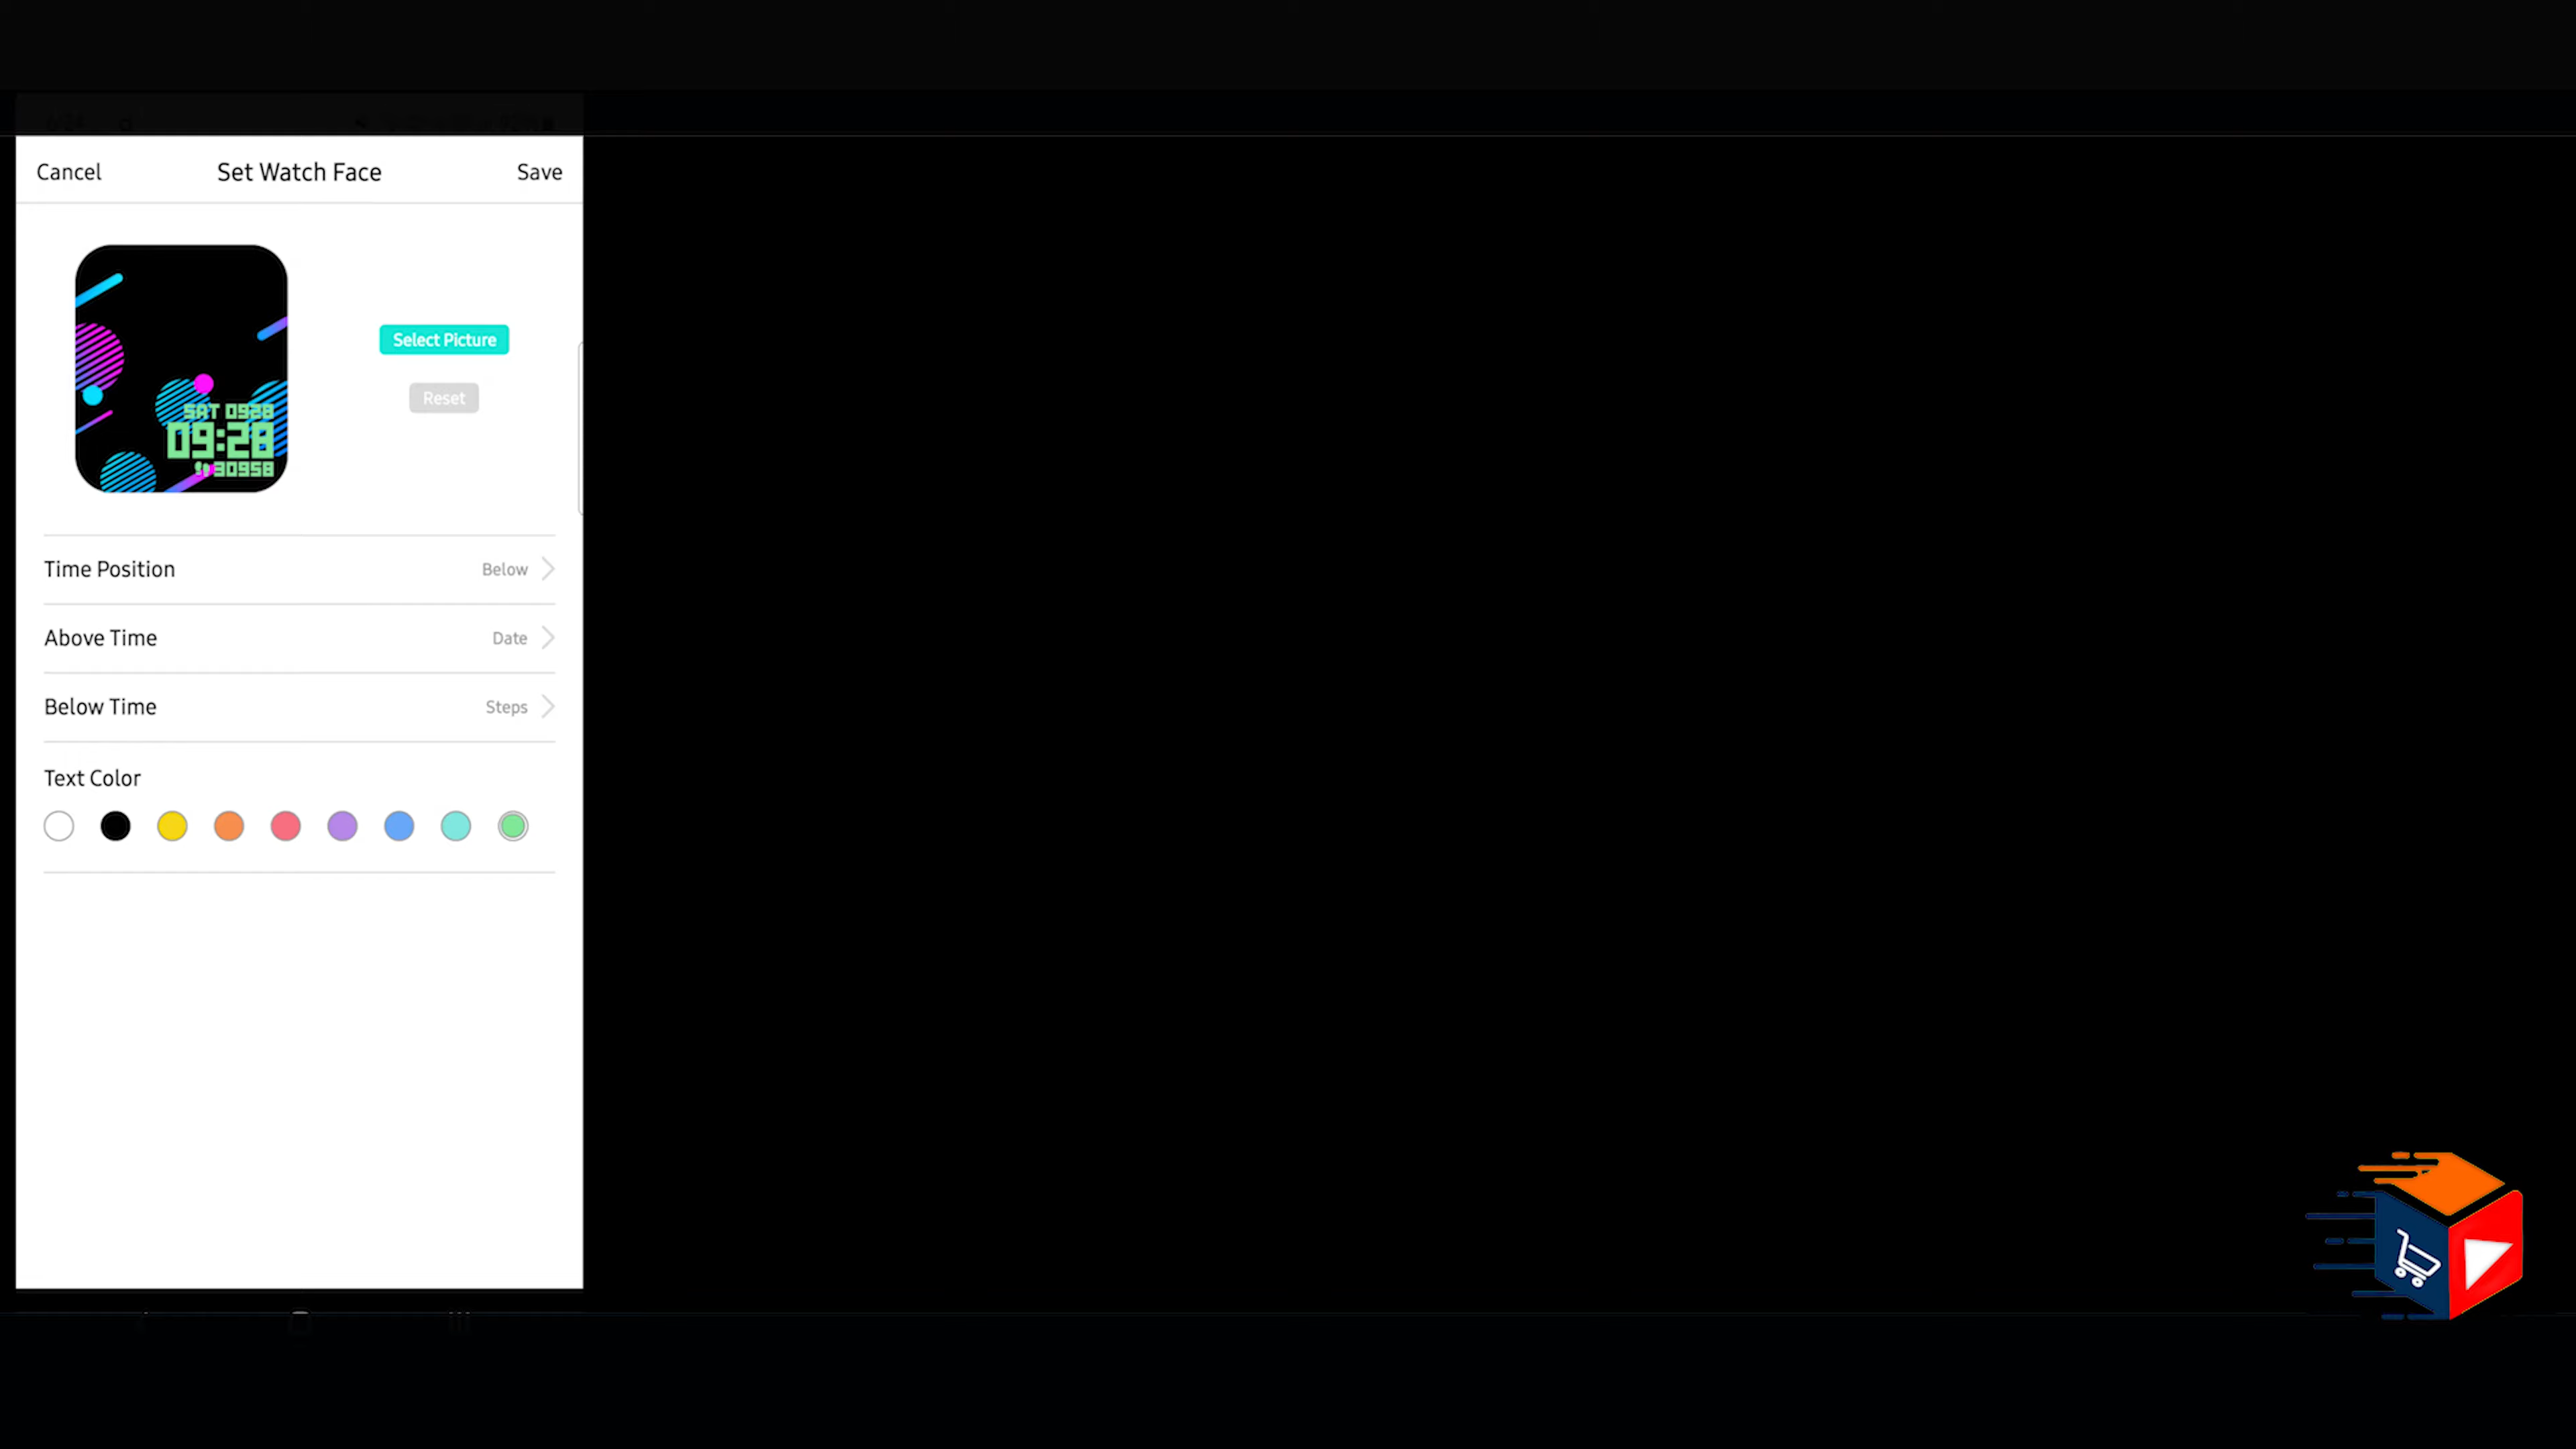 Cancel Set Watch Face Save
Select Picture
Reset
SAT 0928
09:28
30958
Time Position Below
Above Time Date
Below Time Steps
Text Color